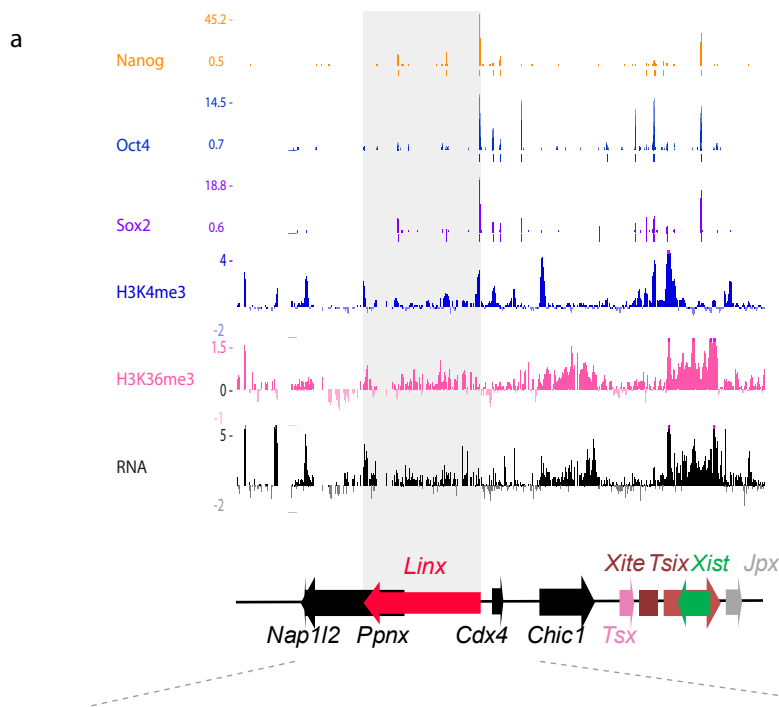 a
45.2 -
Nanog
0.5
14.5 -
Oct4
0.7
18.8 -
Sox2
0.6
4 -
H3K4me3
-2
1.5 -
H3K36me3
0 -
-1
5 -
RNA
-2
Linx
Xite Tsix Xist Jpx
Nap1l2 Ppnx Cdx4 Chic1 Tsx